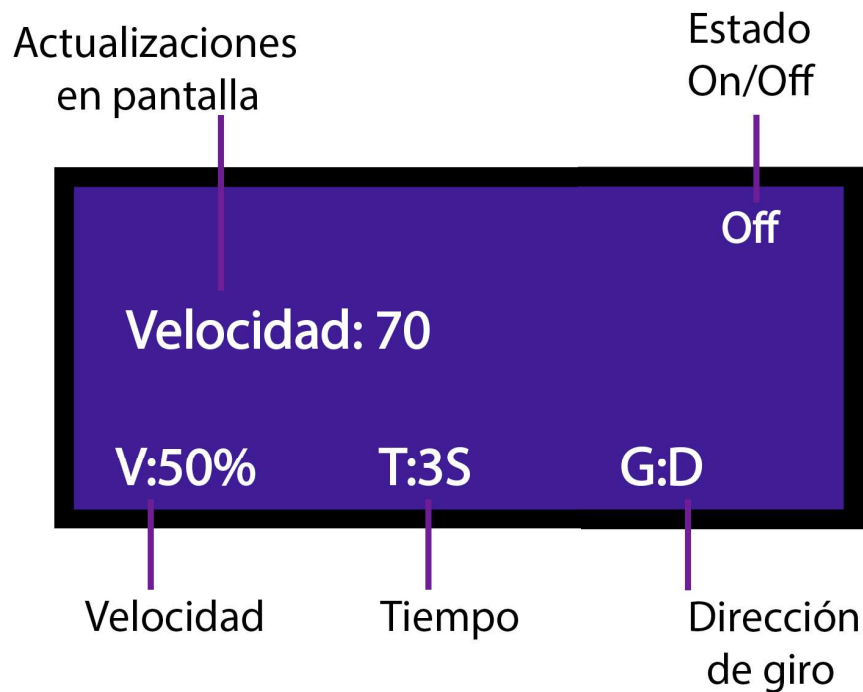 Actualizaciones
en pantalla
Estado
On/Off
Off
Velocidad: 70
V:50%
T:3S
G:D
Velocidad
Tiempo
Dirección
de giro